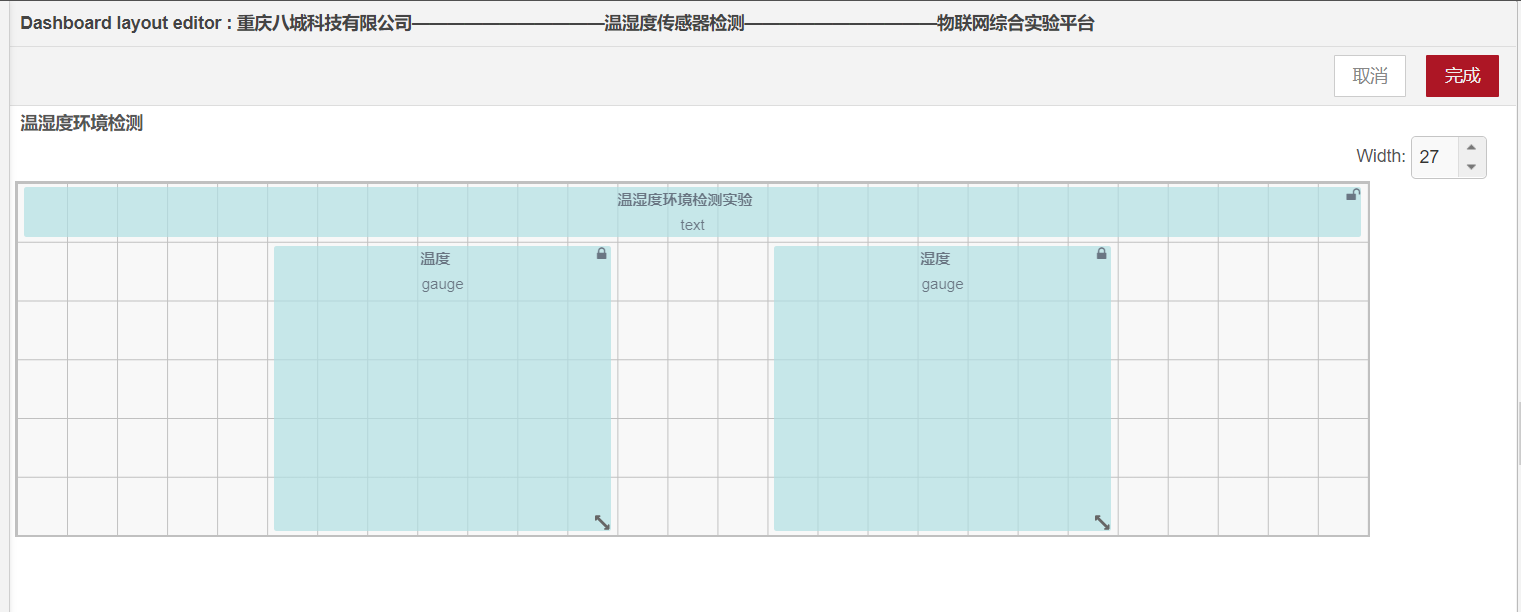 Dashboard layout editor : 重庆八城科技有限公司———————————温湿度传感器检测———————————物联网综合实验平台
取消 完成
温湿度环境检测
Width: 27
温湿度环境检测实验
text
温度 湿度
gauge gauge